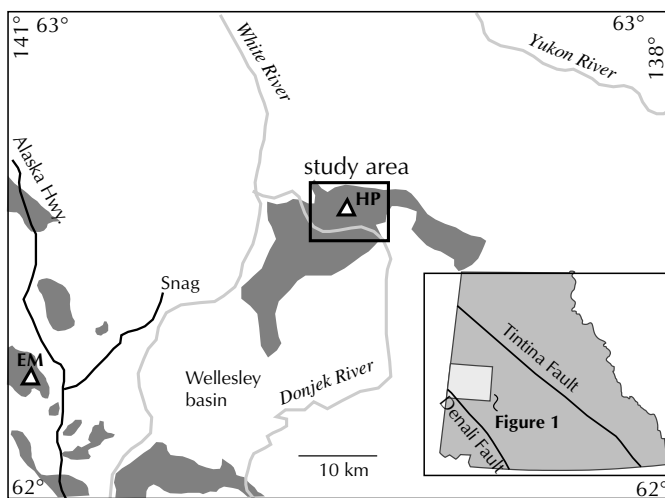 141°
63°
63°
138°
White River
Yukon River
Alaska Hwy.
study area
HP
Snag
EM
Wellesley
basin
Donjek River
Tintina Fault
Denali Fault
Figure 1
10 km
62°
62°